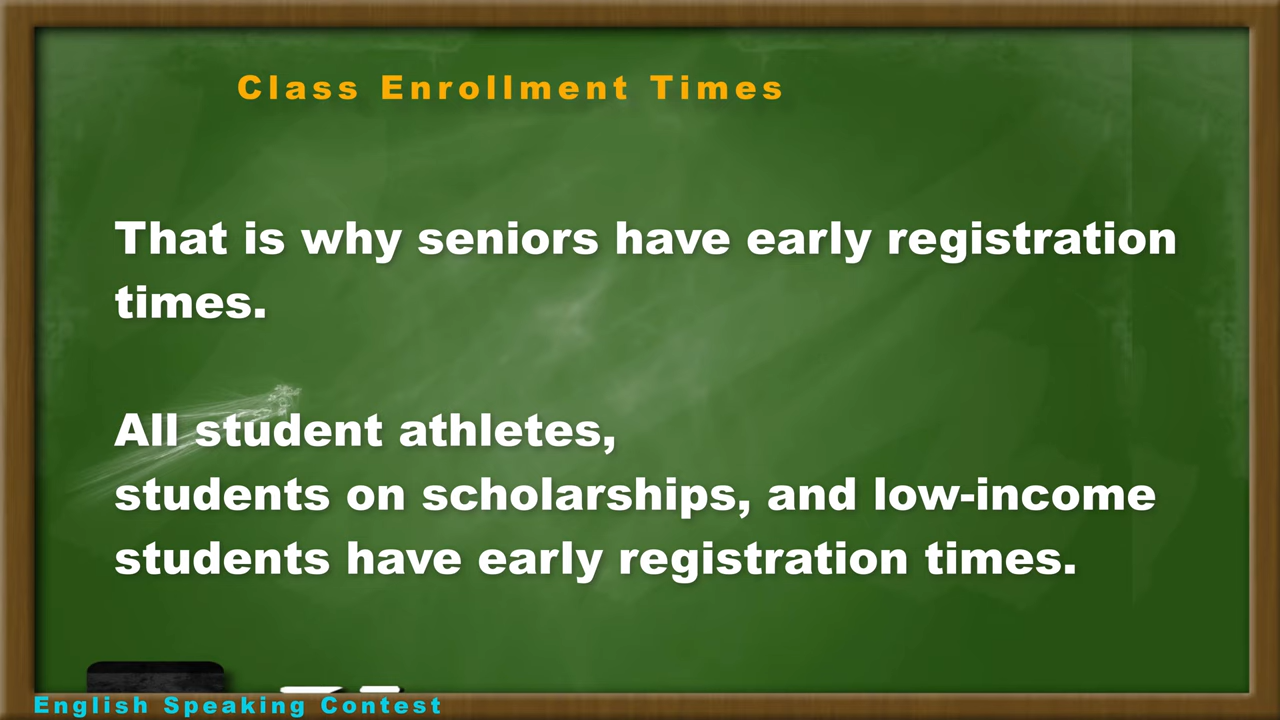 Class Enrollment Times
That is why seniors have early registration
times.
All student athletes,
students on scholarships, and low-income
students have early registration times.
English Speaking Contest